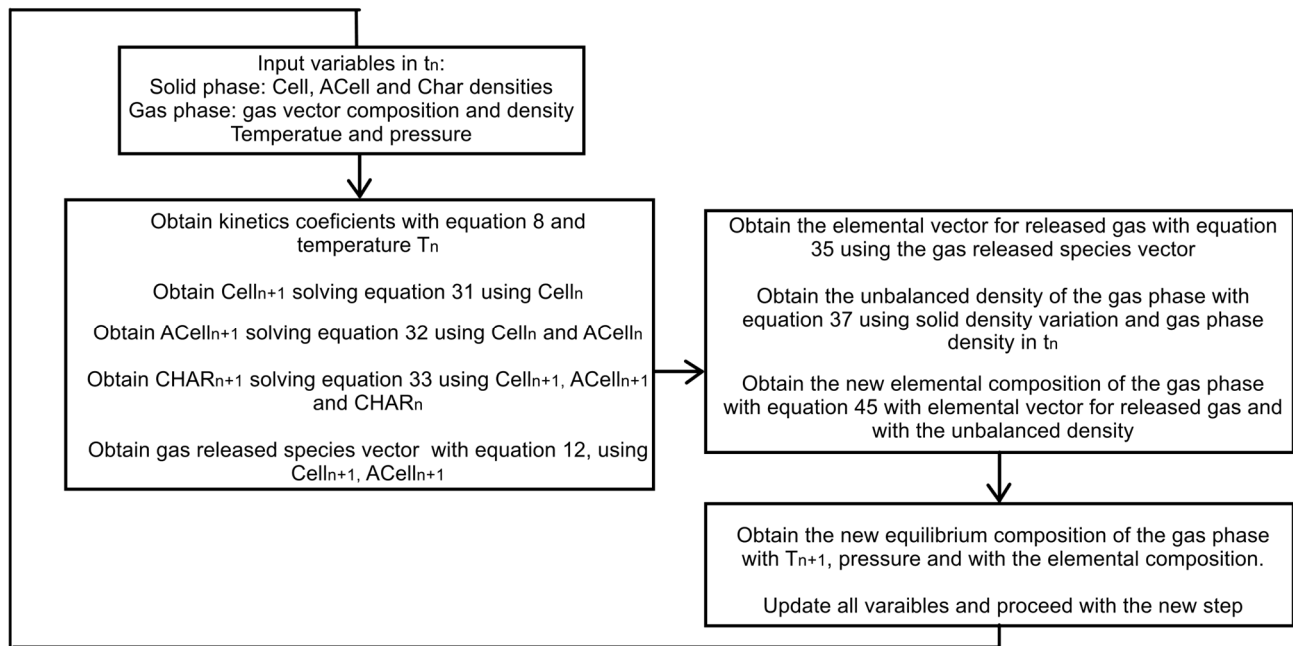 Input variables in tn:
Solid phase: Cell, ACell and Char densities
Gas phase: gas vector composition and density
Temperatue and pressure
Obtain kinetics coeficients with equation 8 and
temperature Tn
Obtain Celln+1 solving equation 31 using Celln
Obtain ACelln+1 solving equation 32 using Celln and ACelln
Obtain CHARn+1 solving equation 33 using Celln+1, ACelln+1
and CHARn
Obtain gas released species vector with equation 12, using
Celln+1, ACelln+1
Obtain the elemental vector for released gas with equation
35 using the gas released species vector
Obtain the unbalanced density of the gas phase with
equation 37 using solid density variation and gas phase
density in tn
Obtain the new elemental composition of the gas phase
with equation 45 with elemental vector for released gas and
with the unbalanced density
Obtain the new equilibrium composition of the gas phase
with Tn+1, pressure and with the elemental composition.
Update all varaibles and proceed with the new step